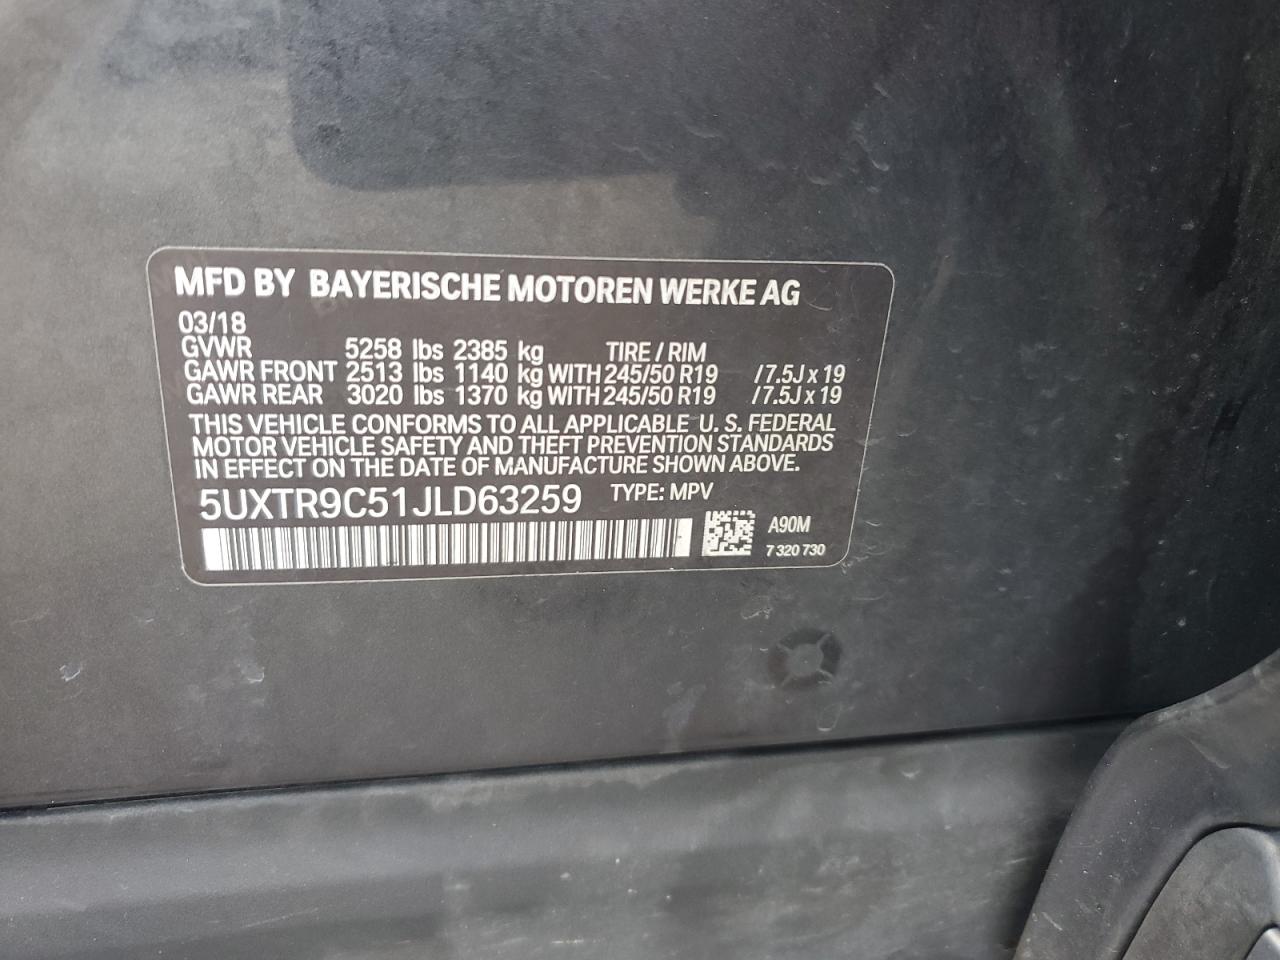 MFD BY BAYERISCHE MOTOREN WERKE AG
03/18
GVWR 5258 lbs 2385 kg TIRE / RIM
GAWR FRONT 2513 lbs 1140 kg WITH 245/50 R19 / 7.5J x 19
GAWR REAR 3020 lbs 1370 kg WITH 245/50 R19 / 7.5J x 19
THIS VEHICLE CONFORMS TO ALL APPLICABLE U. S. FEDERAL
MOTOR VEHICLE SAFETY AND THEFT PREVENTION STANDARDS
IN EFFECT ON THE DATE OF MANUFACTURE SHOWN ABOVE.
5UXTR9C51JLD63259 TYPE: MPV
A90M
7 320 730